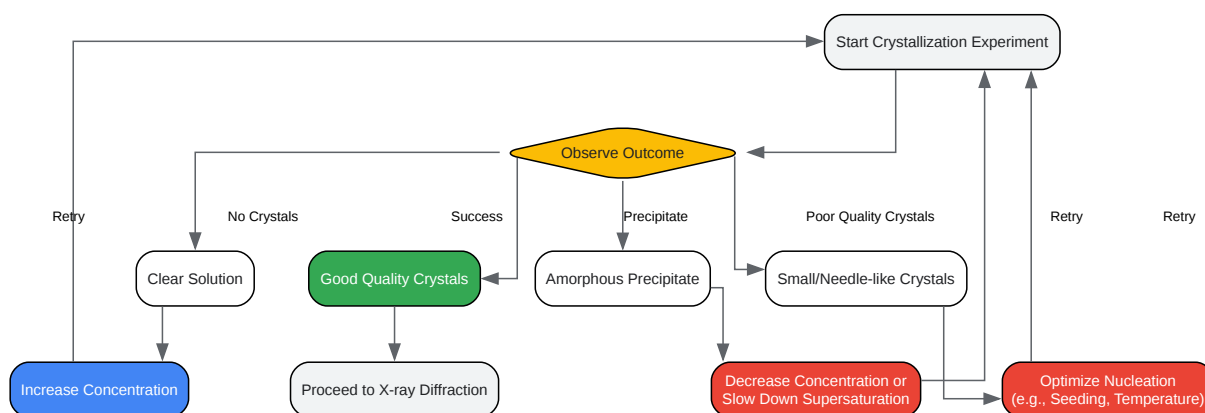 Start Crystallization Experiment
Observe Outcome
Retry
No Crystals
Success
Precipitate
Poor Quality Crystals
Retry
Retry
Clear Solution
Good Quality Crystals
Amorphous Precipitate
Small/Needle-like Crystals
Increase Concentration
Proceed to X-ray Diffraction
Decrease Concentration or
Slow Down Supersaturation
Optimize Nucleation
(e.g., Seeding, Temperature)